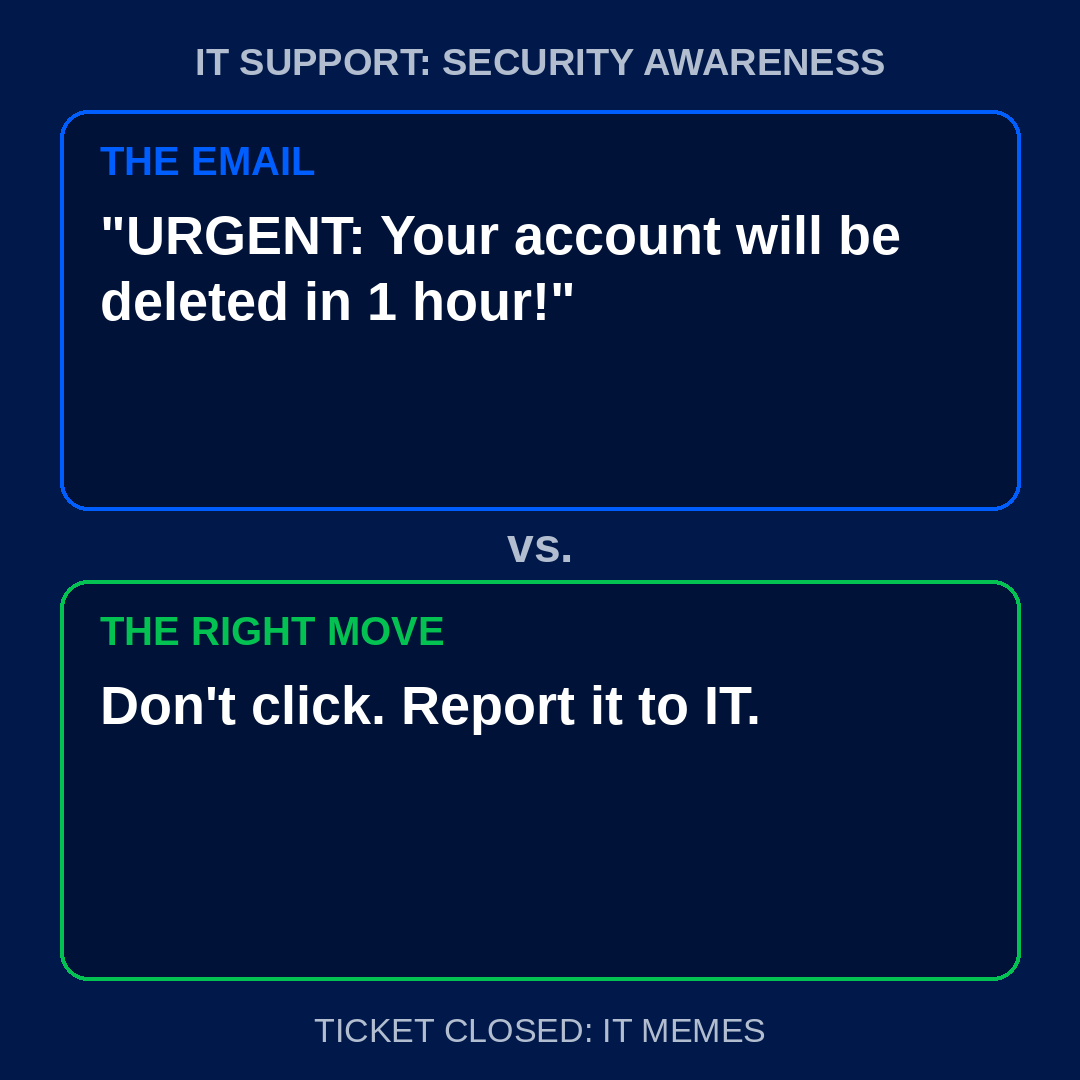 IT SUPPORT: SECURITY AWARENESS
THE EMAIL
"URGENT: Your account will be
deleted in 1 hour!"
vs.
THE RIGHT MOVE
Don't click. Report it to IT.
TICKET CLOSED: IT MEMES